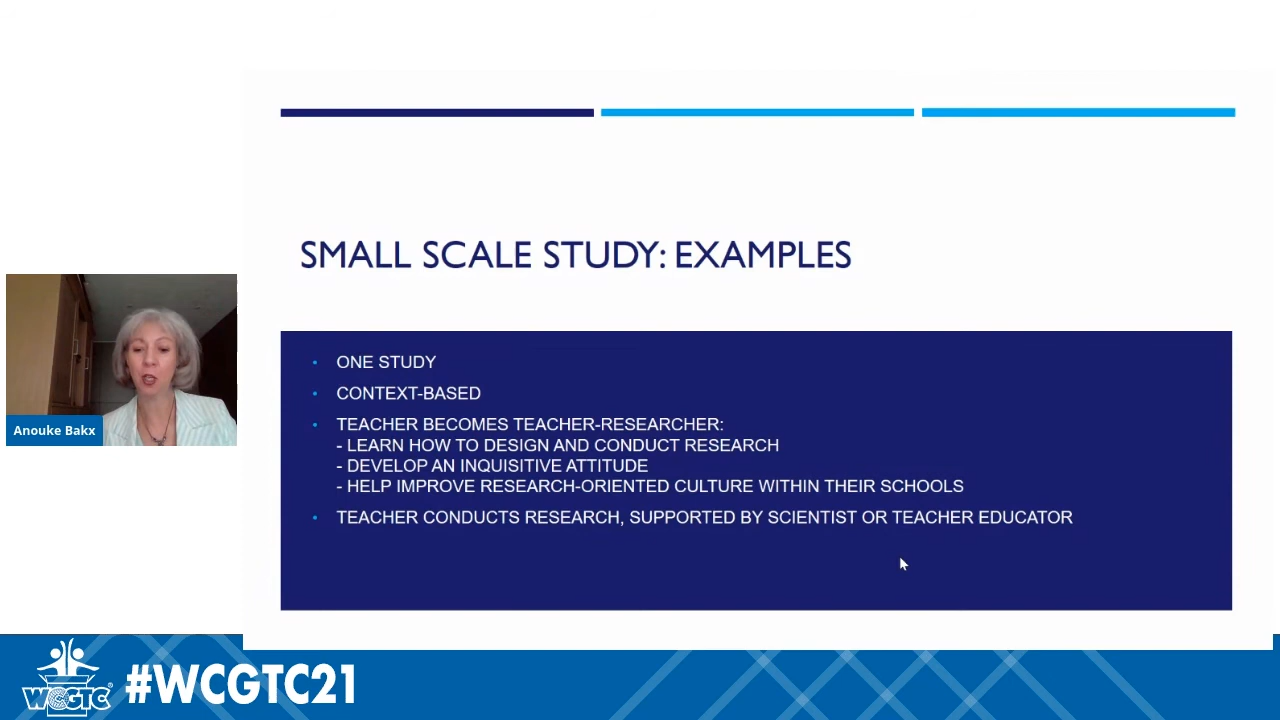 SMALL SCALE STUDY: EXAMPLES
• ONE STUDY
• CONTEXT-BASED
• TEACHER BECOMES TEACHER-RESEARCHER:
- LEARN HOW TO DESIGN AND CONDUCT RESEARCH
- DEVELOP AN INQUISITIVE ATTITUDE
- HELP IMPROVE RESEARCH-ORIENTED CULTURE WITHIN THEIR SCHOOLS
• TEACHER CONDUCTS RESEARCH, SUPPORTED BY SCIENTIST OR TEACHER EDUCATOR
Anouke Bakx
WCGTC
#WCGTC21